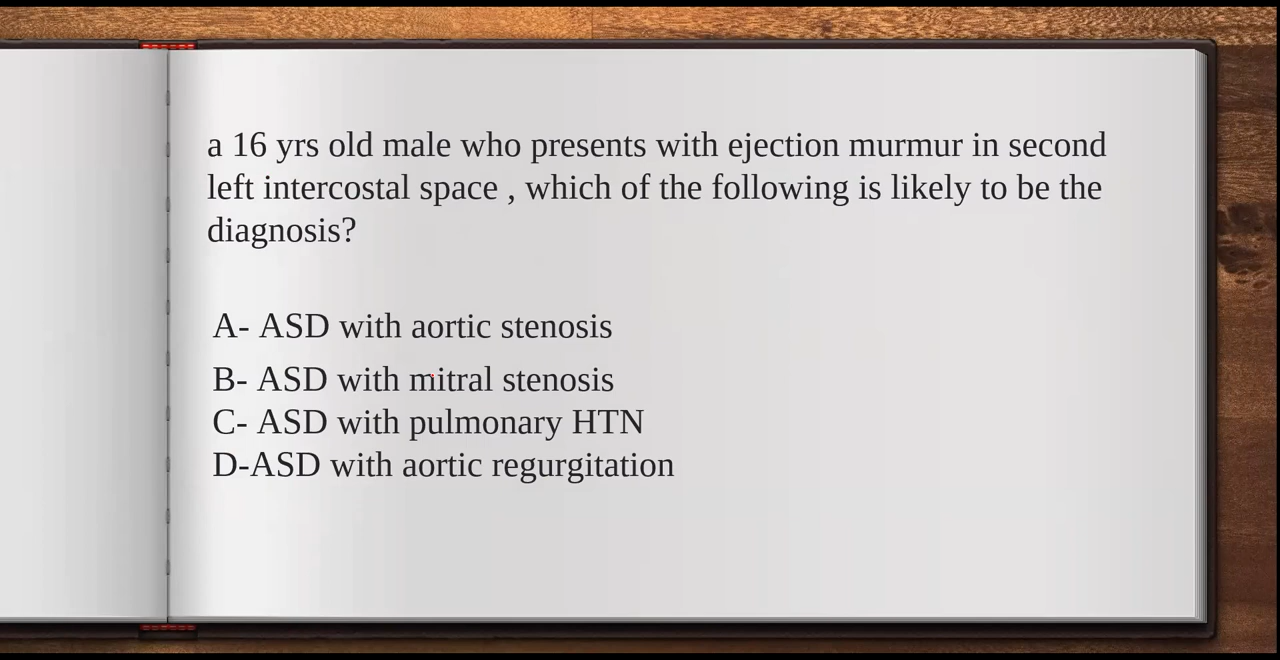 a 16 yrs old male who presents with ejection murmur in second
left intercostal space , which of the following is likely to be the
diagnosis?
A- ASD with aortic stenosis
B- ASD with mitral stenosis
C- ASD with pulmonary HTN
D-ASD with aortic regurgitation